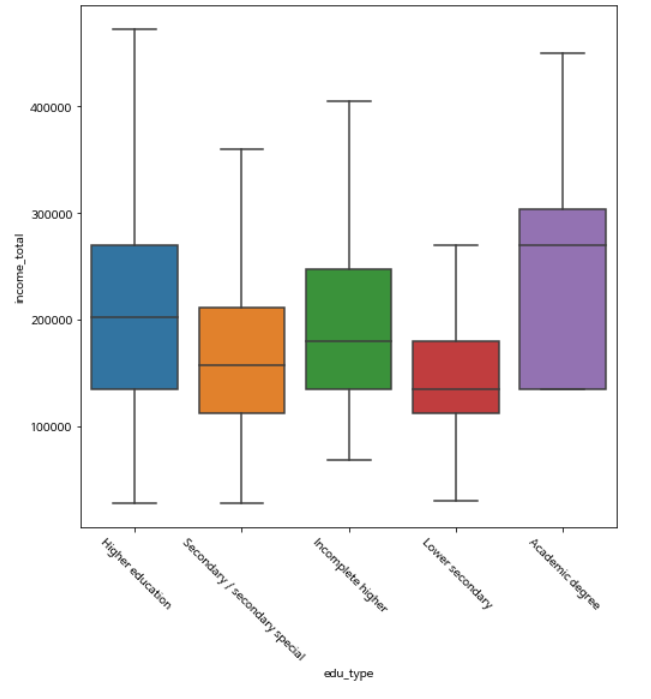 400000
300000
200000
100000
income_total
Higher education
Secondary / secondary special
Incomplete higher
Lower secondary
Academic degree
edu_type